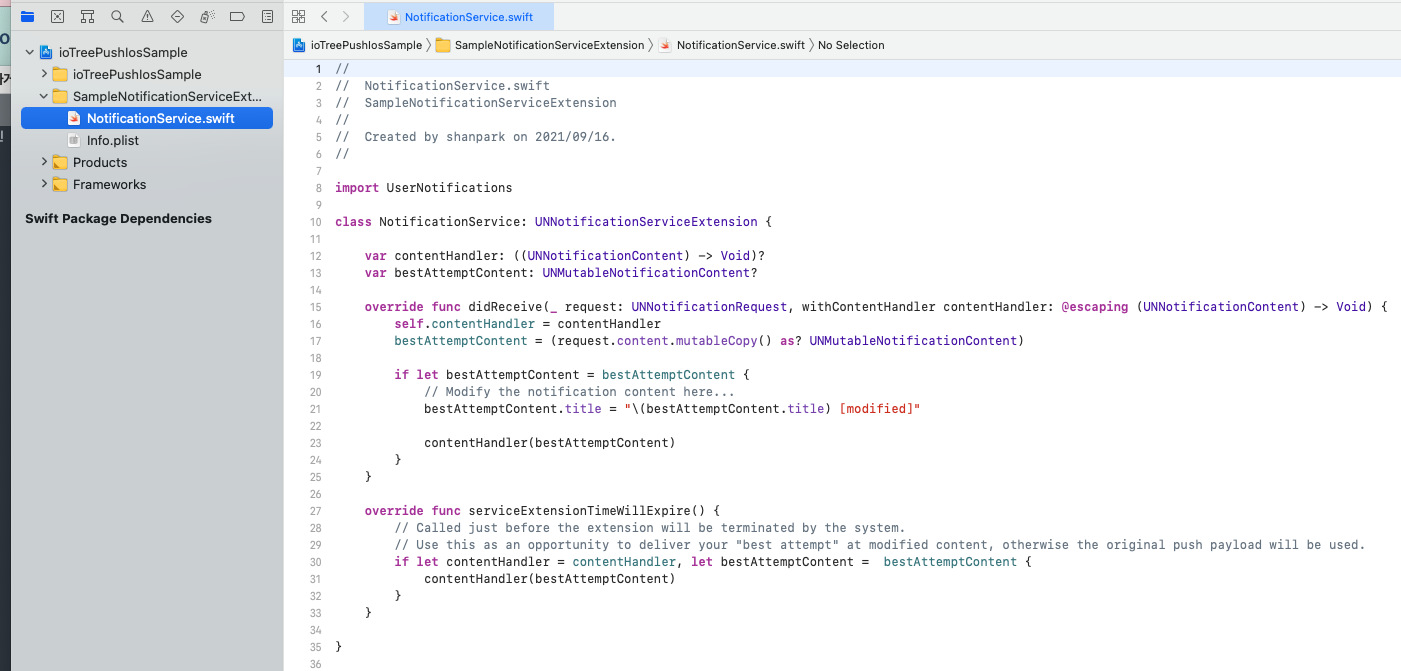 NotificationService.swift
ioTreePushIosSample
ioTreePushIosSample
SampleNotificationServiceExt...
NotificationService.swift
Info.plist
Products
Frameworks
Swift Package Dependencies
ioTreePushIosSample 〉 SampleNotificationServiceExtension 〉 NotificationService.swift 〉 No Selection
1 //
2 //  NotificationService.swift
3 //  SampleNotificationServiceExtension
4 //
5 //  Created by shanpark on 2021/09/16.
6 //
7
8 import UserNotifications
9
10 class NotificationService: UNNotificationServiceExtension {
11
12     var contentHandler: ((UNNotificationContent) -> Void)?
13     var bestAttemptContent: UNMutableNotificationContent?
14
15     override func didReceive(_ request: UNNotificationRequest, withContentHandler contentHandler: @escaping (UNNotificationContent) -> Void) {
16         self.contentHandler = contentHandler
17         bestAttemptContent = (request.content.mutableCopy() as? UNMutableNotificationContent)
18
19         if let bestAttemptContent = bestAttemptContent {
20             // Modify the notification content here...
21             bestAttemptContent.title = "\(bestAttemptContent.title) [modified]"
22
23             contentHandler(bestAttemptContent)
24         }
25     }
26
27     override func serviceExtensionTimeWillExpire() {
28         // Called just before the extension will be terminated by the system.
29         // Use this as an opportunity to deliver your "best attempt" at modified content, otherwise the original push payload will be used.
30         if let contentHandler = contentHandler, let bestAttemptContent =  bestAttemptContent {
31             contentHandler(bestAttemptContent)
32         }
33     }
34
35 }
36